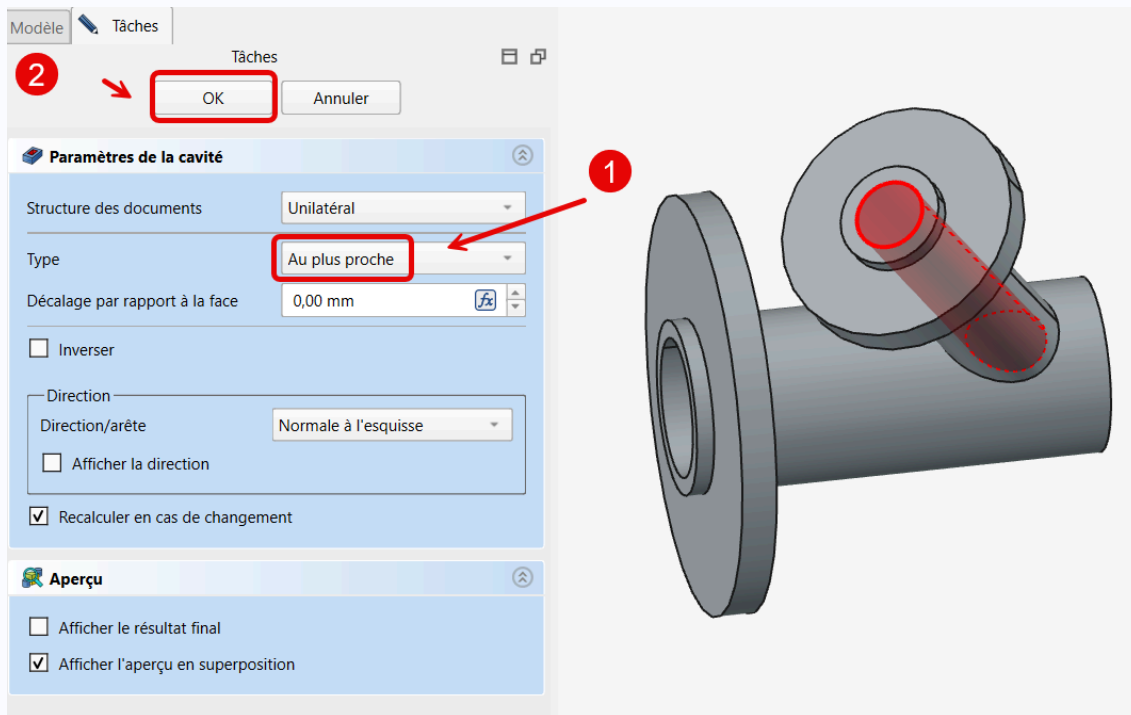 Modèle
Tâches
Tâches
2
OK
Annuler
Paramètres de la cavité
1
Structure des documents
Unilatéral
Type
Au plus proche
Décalage par rapport à la face
0,00 mm
fx
Inverser
Direction
Direction/arête
Normale à l'esquisse
Afficher la direction
Recalculer en cas de changement
Aperçu
Afficher le résultat final
Afficher l'aperçu en superposition